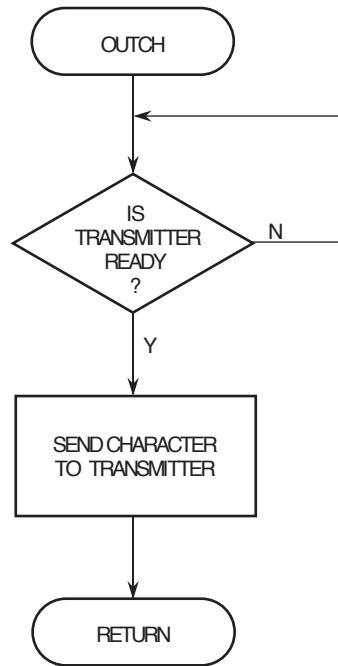 OUTCH
IS
TRANSMITTER
READY
?
N
Y
SEND CHARACTER
TO TRANSMITTER
RETURN